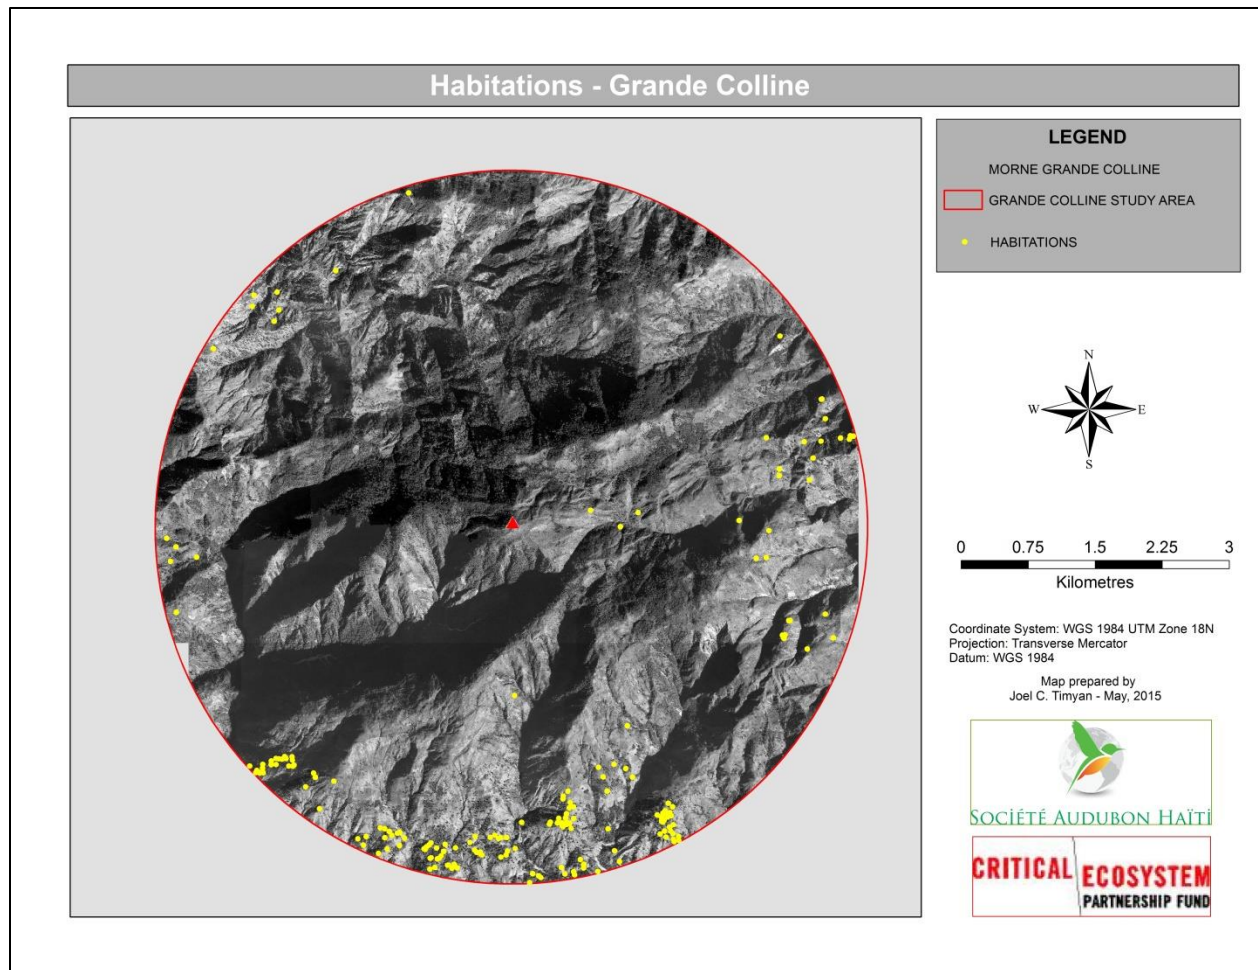 Habitations - Grande Colline
LEGEND
MORNE GRANDE COLLINE
GRANDE COLLINE STUDY AREA
HABITATIONS
N
W E
S
0 0.75 1.5 2.25 3
Kilometres
Coordinate System: WGS 1984 UTM Zone 18N
Projection: Transverse Mercator
Datum: WGS 1984
Map prepared by
Joel C. Timyan - May, 2015
SOCIÉTÉ AUDUBON HAÏTI
CRITICAL ECOSYSTEM
PARTNERSHIP FUND